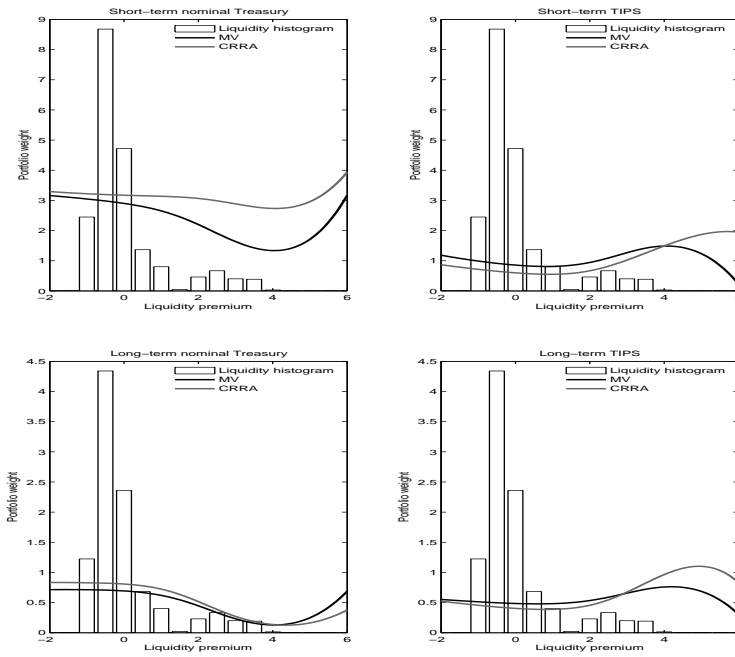 Short-term nominal Treasury
9
8
7
6
5
4
3
2
1
0
Portfolio weight
Liquidity histogram
MV
CRRA
-2 0 2 4 6
Liquidity premium
Short-term TIPS
9
8
7
6
5
4
3
2
1
0
Portfolio weight
Liquidity histogram
MV
CRRA
-2 0 2 4
Liquidity premium
Long-term nominal Treasury
4.5
4
3.5
3
2.5
2
1.5
1
0.5
0
Portfolio weight
Liquidity histogram
MV
CRRA
-2 0 2 4 6
Liquidity premium
Long-term TIPS
4.5
4
3.5
3
2.5
2
1.5
1
0.5
0
Portfolio weight
Liquidity histogram
MV
CRRA
-2 0 2 4
Liquidity premium